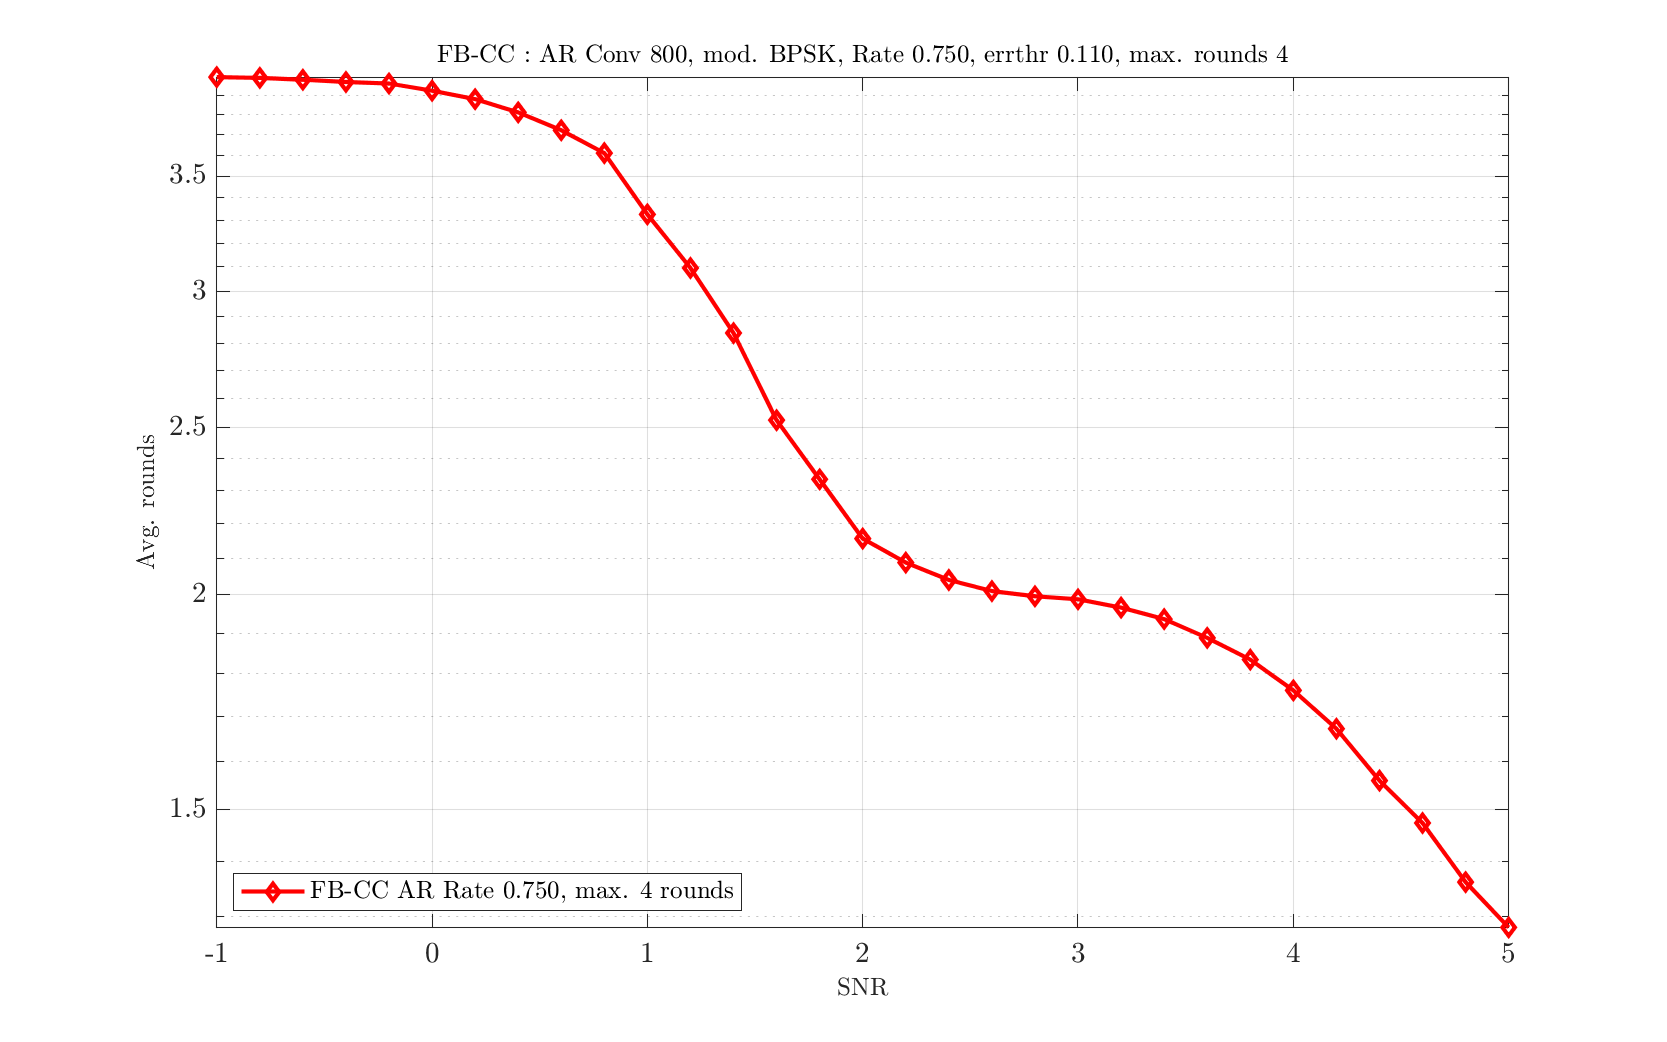 FB-CC : AR Conv 800, mod. BPSK, Rate 0.750, errthr 0.110, max. rounds 4
3.5
3
2.5
2
1.5
Avg. rounds
FB-CC AR Rate 0.750, max. 4 rounds
-1 0 1 2 3 4 5
SNR